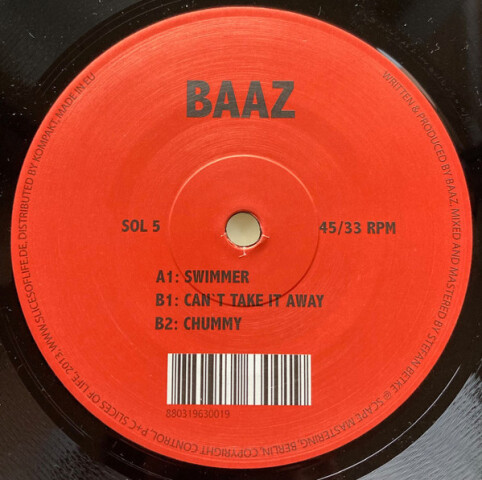 BAAZ
SOL 5
45/33 RPM
A1: SWIMMER
B1: CAN´T TAKE IT AWAY
B2: CHUMMY
880319630019
WRITTEN & PRODUCED BY BAAZ. MIXED AND MASTERED BY STEFAN BETKE @ SCAPE MASTERING, BERLIN. COPYRIGHT CONTROL. P+C SLICES OF LIFE, 2013. WWW.SLICESOFLIFE.DE. DISTRIBUTED BY KOMPAKT. MADE IN EU